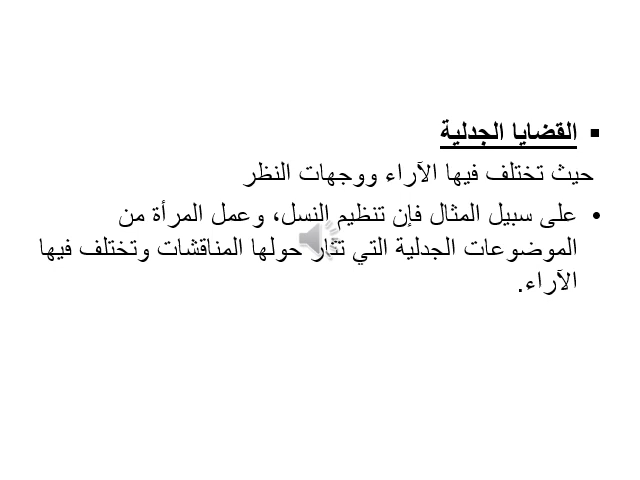 ▪ القضايا الجدلية
حيث تختلف فيها الآراء ووجهات النظر
• على سبيل المثال فإن تنظيم النسل، وعمل المرأة من
الموضوعات الجدلية التي تثار حولها المناقشات وتختلف فيها
الآراء.